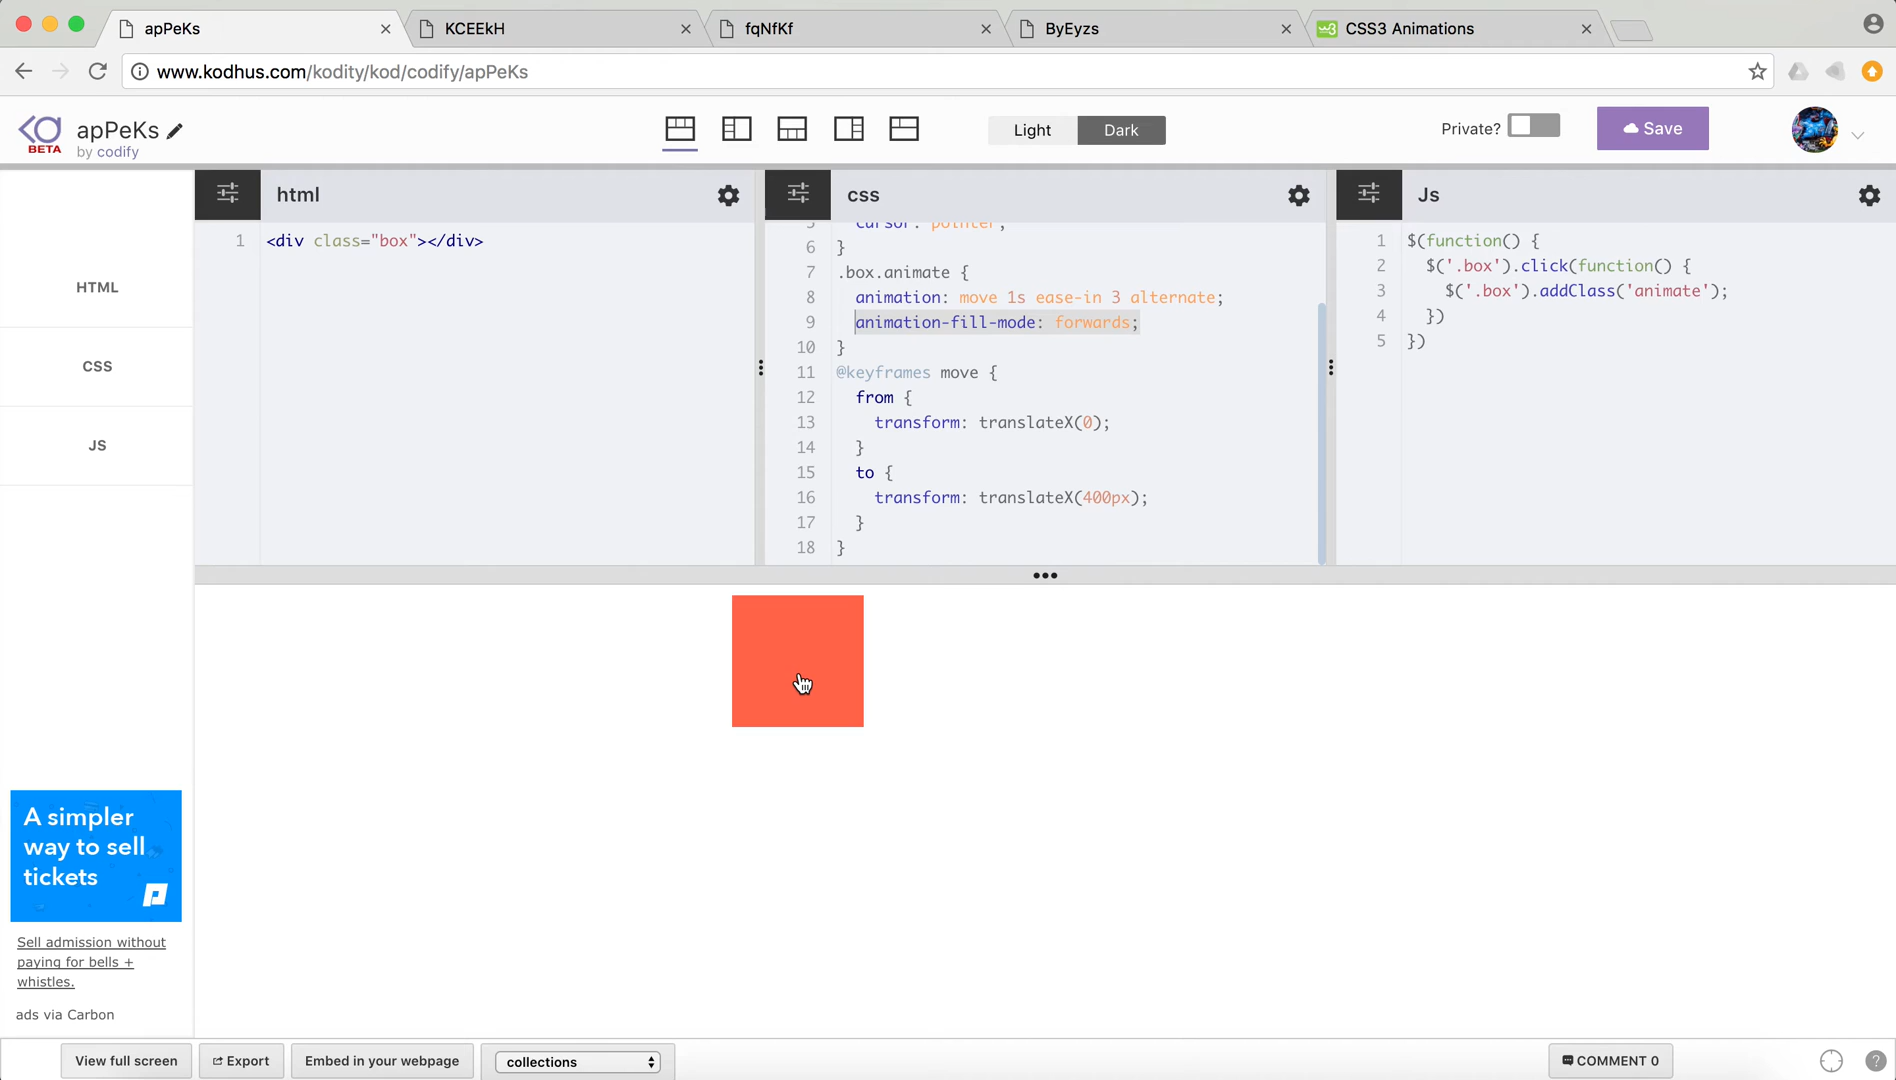 apPeKs
KCEEkH
fqNfKf
ByEyzs
CSS3 Animations
www.kodhus.com/kodity/kod/codify/apPeKs
BETA
apPeKs
by codify
Light
Dark
Private?
Save
HTML
CSS
JS
html
1 <div class="box"></div>
css
5 cursor: pointer;
6 }
7 .box.animate {
8 animation: move 1s ease-in 3 alternate;
9 animation-fill-mode: forwards;
10 }
11 @keyframes move {
12 from {
13 transform: translateX(0);
14 }
15 to {
16 transform: translateX(400px);
17 }
18 }
Js
1 $(function() {
2 $('.box').click(function() {
3 $('.box').addClass('animate');
4 })
5 })
A simpler
way to sell
tickets
Sell admission without
paying for bells +
whistles.
ads via Carbon
View full screen
Export
Embed in your webpage
collections
COMMENT 0